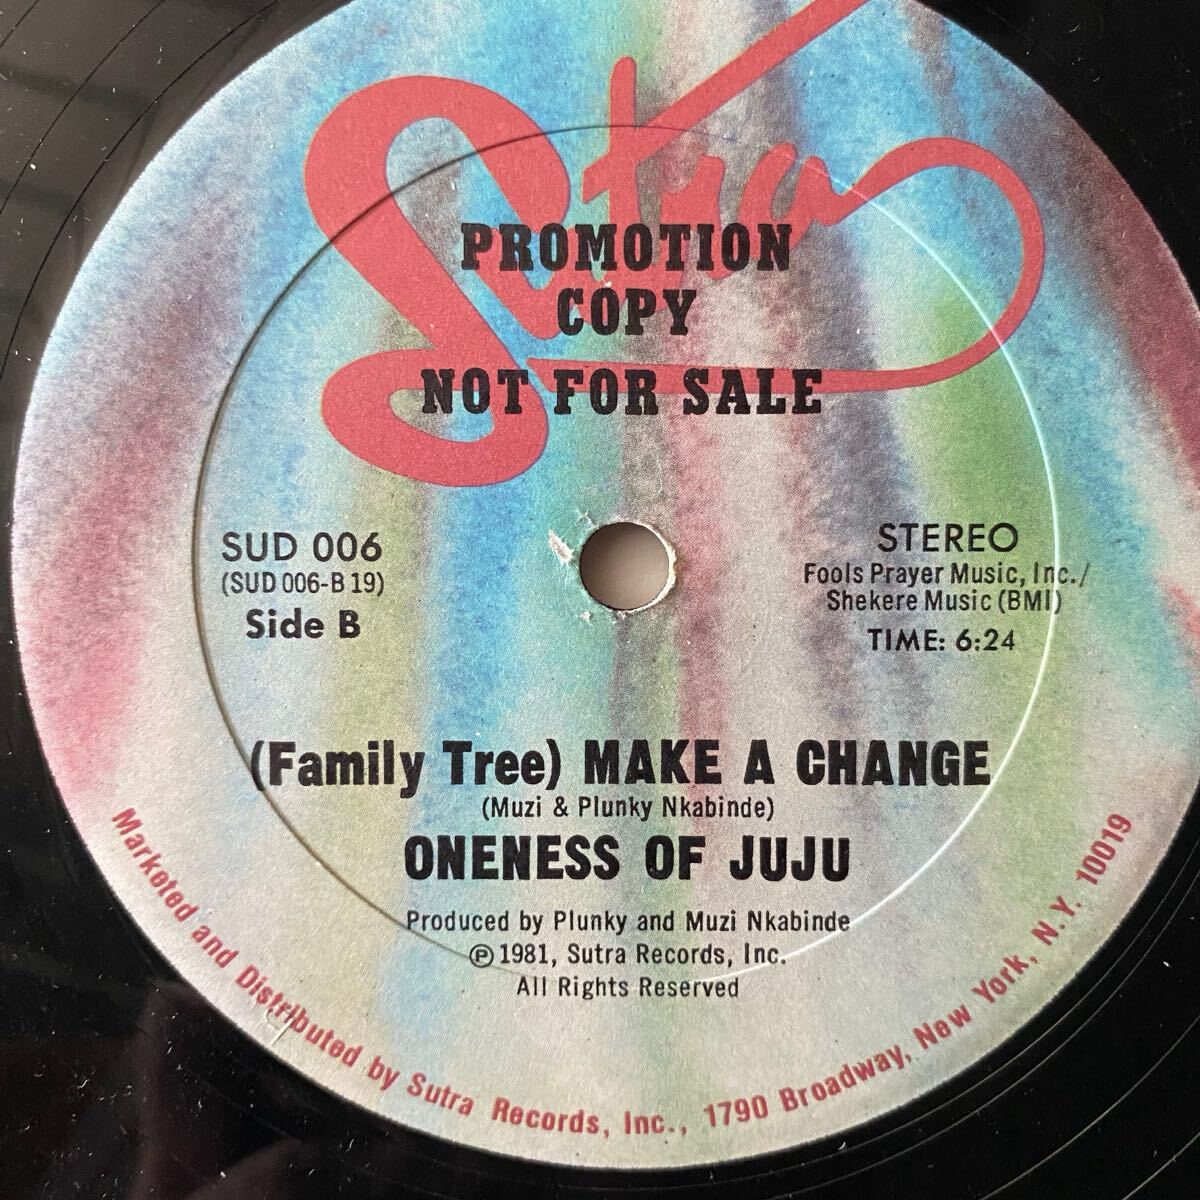 Sutra
PROMOTION
COPY
NOT FOR SALE
SUD 006
(SUD 006-B 19)
Side B
STEREO
Fools Prayer Music, Inc./
Shekere Music (BMI)
TIME: 6:24
(Family Tree) MAKE A CHANGE
(Muzi & Plunky Nkabinde)
ONENESS OF JUJU
Produced by Plunky and Muzi Nkabinde
Ⓟ 1981, Sutra Records, Inc.
All Rights Reserved
Marketed and Distributed by Sutra Records, Inc., 1790 Broadway, New York, N.Y. 10019